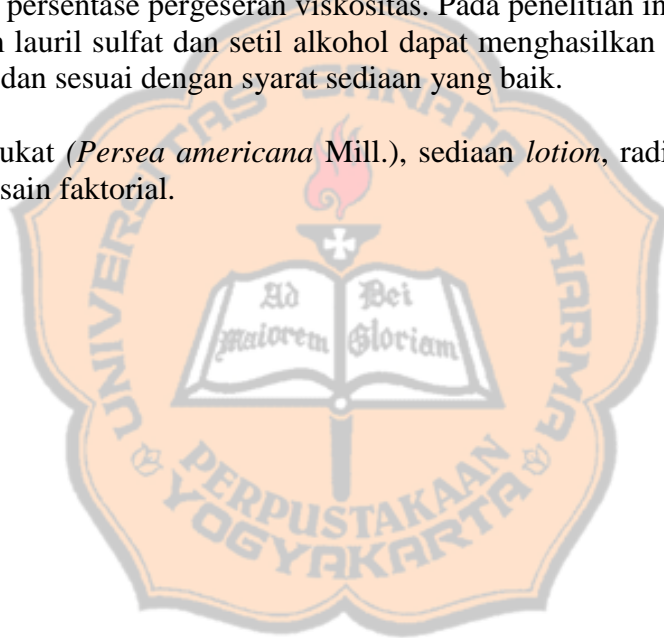 persentase pergeseran viskositas. Pada penelitian in
lauril sulfat dan setil alkohol dapat menghasilkan
dan sesuai dengan syarat sediaan yang baik.
ukat (Persea americana Mill.), sediaan lotion, radi
sain faktorial.
UNIVERSITAS SANATA DHARMA
Ad Dei
Maiorem Gloriam
PERPUSTAKAAN
YOGYAKARTA